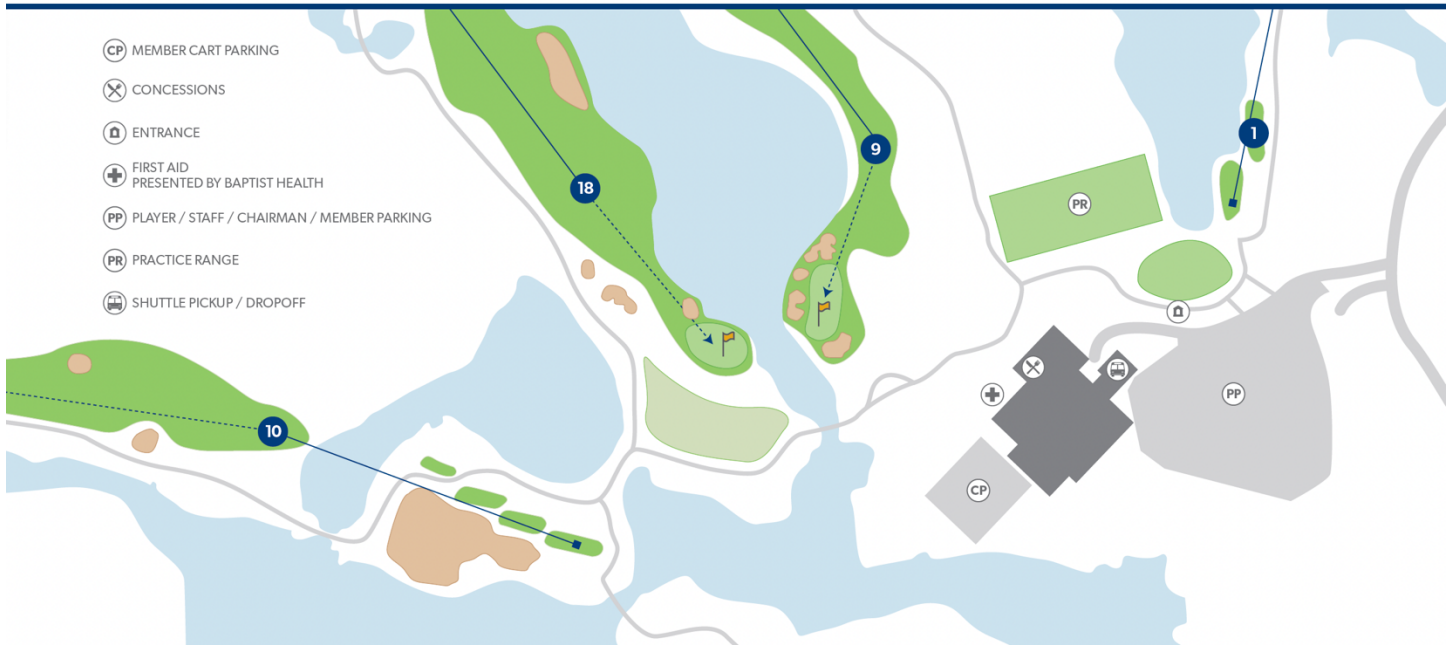 CP MEMBER CART PARKING
CONCESSIONS
ENTRANCE
FIRST AID
PRESENTED BY BAPTIST HEALTH
PP PLAYER / STAFF / CHAIRMAN / MEMBER PARKING
PR PRACTICE RANGE
SHUTTLE PICKUP / DROPOFF
1
9
18
PR
PP
10
CP